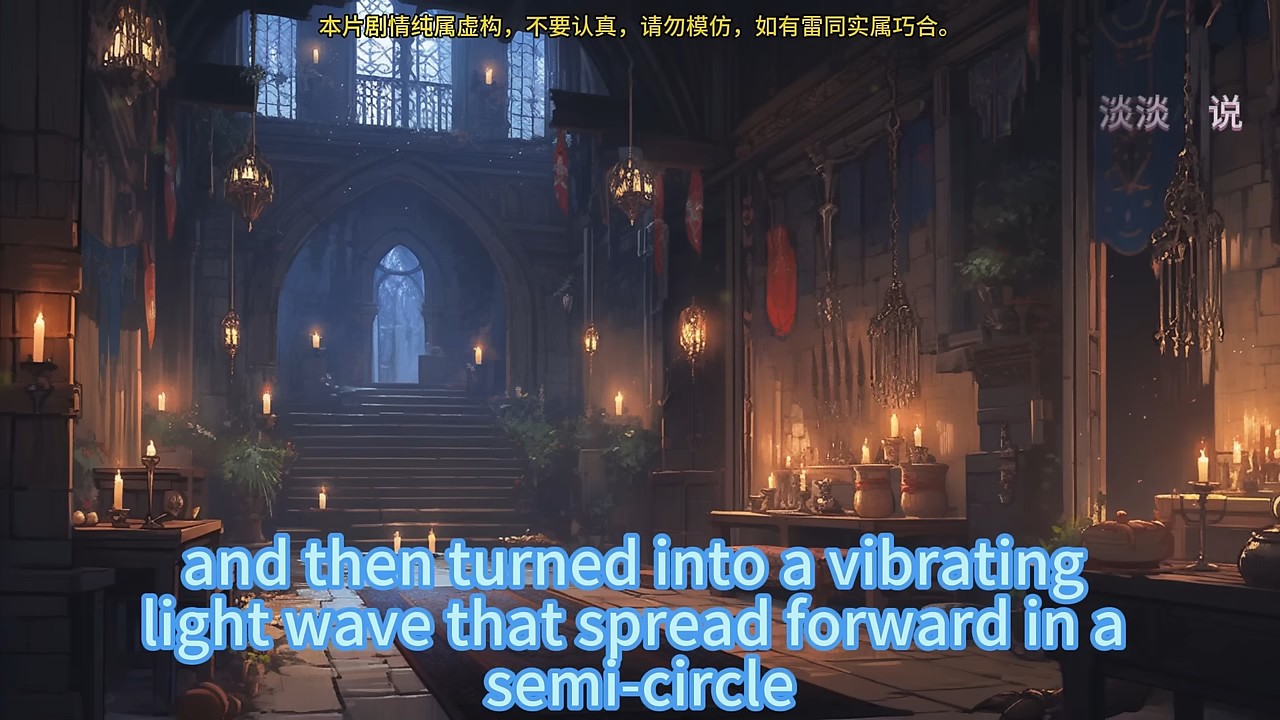 本片剧情纯属虚构，不要认真，请勿模仿，如有雷同实属巧合。
淡淡 说
and then turned into a vibrating
light wave that spread forward in a
semi-circle